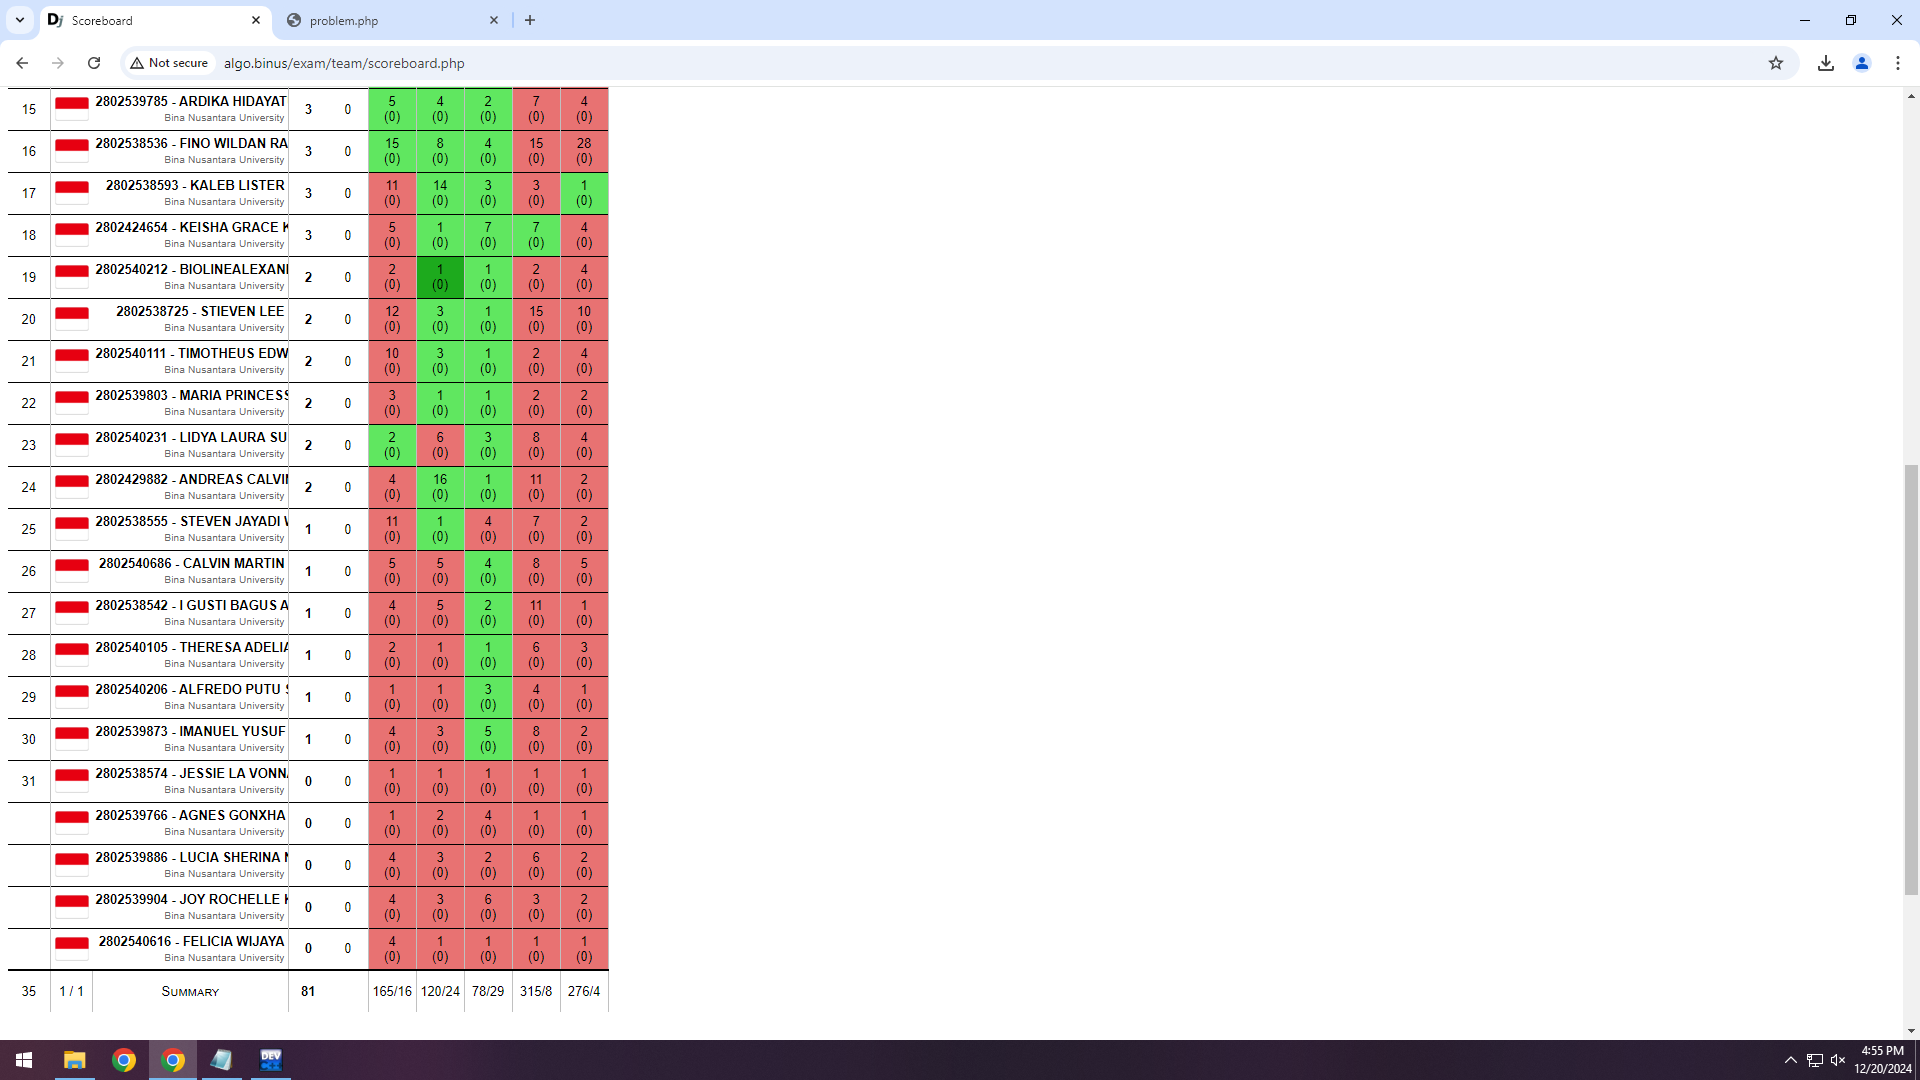 Dj Scoreboard
problem.php
Not secure
algo.binus/exam/team/scoreboard.php
15 2802539785 - ARDIKA HIDAYAT 3 0 5 4 2 7 4
Bina Nusantara University (0) (0) (0) (0) (0)
16 2802538536 - FINO WILDAN RA 3 0 15 8 4 15 28
Bina Nusantara University (0) (0) (0) (0) (0)
17 2802538593 - KALEB LISTER 3 0 11 14 3 3 1
Bina Nusantara University (0) (0) (0) (0) (0)
18 2802424654 - KEISHA GRACE K 3 0 5 1 7 7 4
Bina Nusantara University (0) (0) (0) (0) (0)
19 2802540212 - BIOLINEALEXANI 2 0 2 1 1 2 4
Bina Nusantara University (0) (0) (0) (0) (0)
20 2802538725 - STIEVEN LEE 2 0 12 3 1 15 10
Bina Nusantara University (0) (0) (0) (0) (0)
21 2802540111 - TIMOTHEUS EDW 2 0 10 3 1 2 4
Bina Nusantara University (0) (0) (0) (0) (0)
22 2802539803 - MARIA PRINCESS 2 0 3 1 1 2 2
Bina Nusantara University (0) (0) (0) (0) (0)
23 2802540231 - LIDYA LAURA SU 2 0 2 6 3 8 4
Bina Nusantara University (0) (0) (0) (0) (0)
24 2802429882 - ANDREAS CALVIN 2 0 4 16 1 11 2
Bina Nusantara University (0) (0) (0) (0) (0)
25 2802538555 - STEVEN JAYADI W 1 0 11 1 4 7 2
Bina Nusantara University (0) (0) (0) (0) (0)
26 2802540686 - CALVIN MARTIN 1 0 5 5 4 8 5
Bina Nusantara University (0) (0) (0) (0) (0)
27 2802538542 - I GUSTI BAGUS A 1 0 4 5 2 11 1
Bina Nusantara University (0) (0) (0) (0) (0)
28 2802540105 - THERESA ADELIA 1 0 2 1 1 6 3
Bina Nusantara University (0) (0) (0) (0) (0)
29 2802540206 - ALFREDO PUTU S 1 0 1 1 3 4 1
Bina Nusantara University (0) (0) (0) (0) (0)
30 2802539873 - IMANUEL YUSUF 1 0 4 3 5 8 2
Bina Nusantara University (0) (0) (0) (0) (0)
31 2802538574 - JESSIE LA VONNA 0 0 1 1 1 1 1
Bina Nusantara University (0) (0) (0) (0) (0)
2802539766 - AGNES GONXHA 0 0 1 2 4 1 1
Bina Nusantara University (0) (0) (0) (0) (0)
2802539886 - LUCIA SHERINA N 0 0 4 3 2 6 2
Bina Nusantara University (0) (0) (0) (0) (0)
2802539904 - JOY ROCHELLE K 0 0 4 3 6 3 2
Bina Nusantara University (0) (0) (0) (0) (0)
2802540616 - FELICIA WIJAYA 0 0 4 1 1 1 1
Bina Nusantara University (0) (0) (0) (0) (0)
35 1 / 1 SUMMARY 81 165/16 120/24 78/29 315/8 276/4
DEV
4:55 PM
12/20/2024